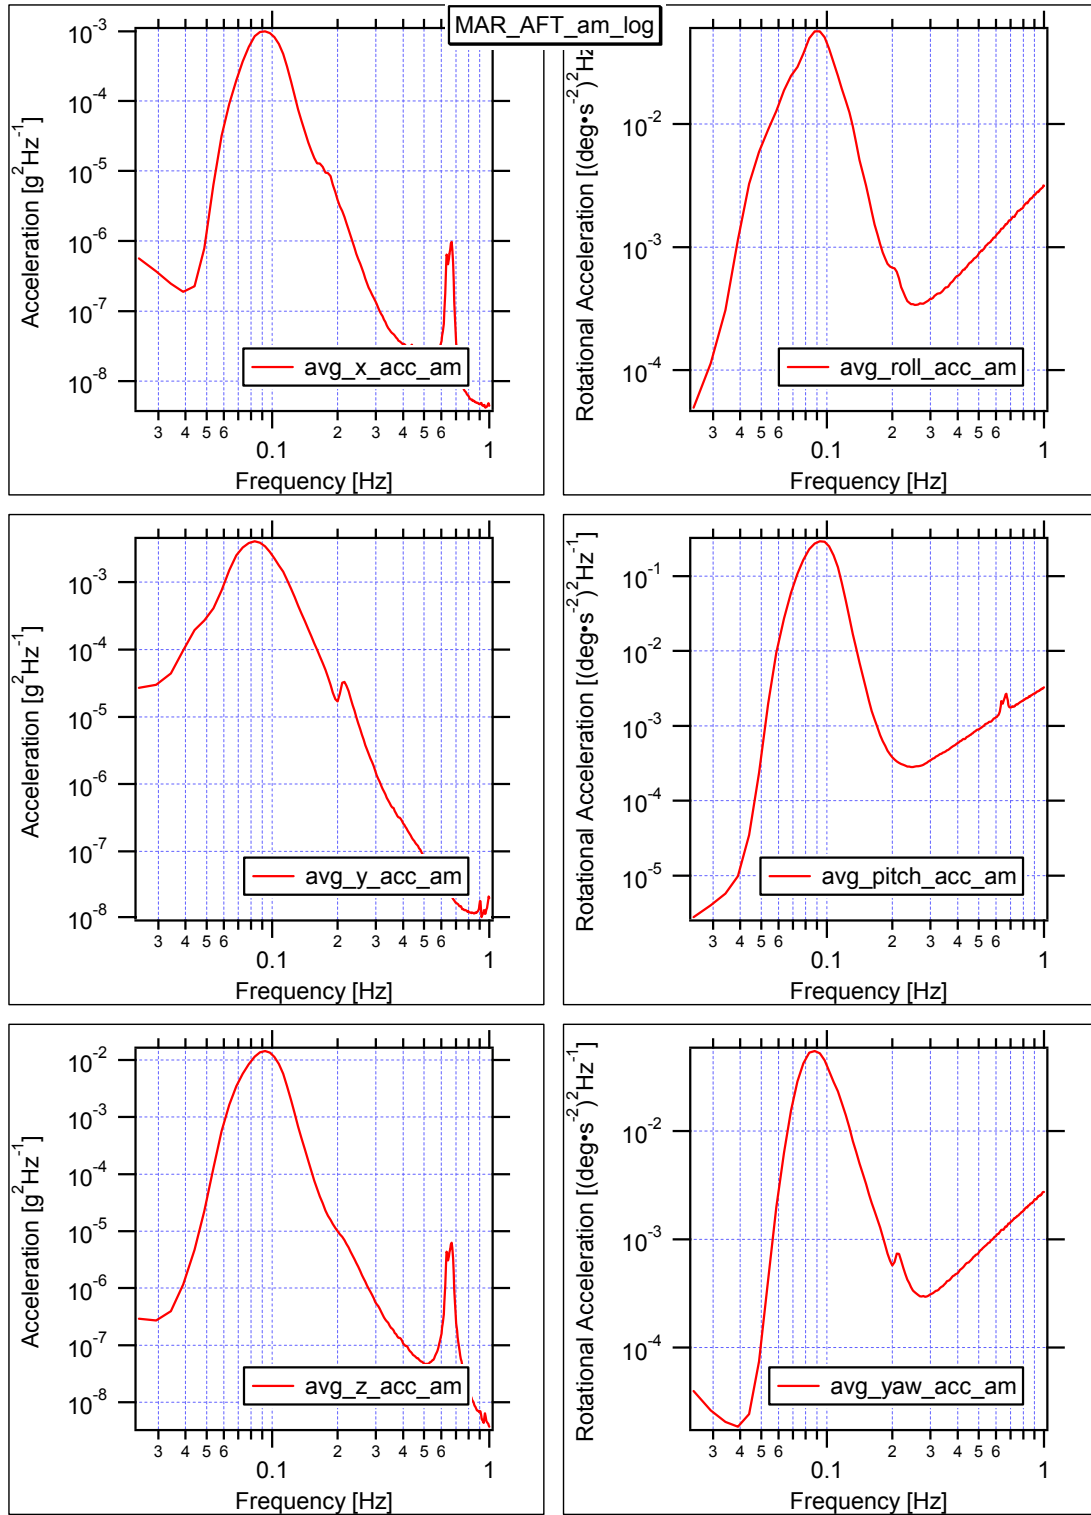 MAR_AFT_am_log
Acceleration [g²Hz⁻¹]
10⁻³
10⁻⁴
10⁻⁵
10⁻⁶
10⁻⁷
10⁻⁸
avg_x_acc_am
3 4 5 6 2 3 4 5 6
0.1 1
Frequency [Hz]
Rotational Acceleration [(deg•s⁻²)²Hz
10⁻²
10⁻³
10⁻⁴
avg_roll_acc_am
3 4 5 6 2 3 4 5 6
0.1 1
Frequency [Hz]
Acceleration [g²Hz⁻¹]
10⁻³
10⁻⁴
10⁻⁵
10⁻⁶
10⁻⁷
10⁻⁸
avg_y_acc_am
3 4 5 6 2 3 4 5 6
0.1 1
Frequency [Hz]
Rotational Acceleration [(deg•s⁻²)²Hz⁻¹]
10⁻¹
10⁻²
10⁻³
10⁻⁴
10⁻⁵
avg_pitch_acc_am
3 4 5 6 2 3 4 5 6
0.1 1
Frequency [Hz]
Acceleration [g²Hz⁻¹]
10⁻²
10⁻³
10⁻⁴
10⁻⁵
10⁻⁶
10⁻⁷
10⁻⁸
avg_z_acc_am
3 4 5 6 2 3 4 5 6
0.1 1
Frequency [Hz]
Rotational Acceleration [(deg•s⁻²)²Hz⁻¹]
10⁻²
10⁻³
10⁻⁴
avg_yaw_acc_am
3 4 5 6 2 3 4 5 6
0.1 1
Frequency [Hz]